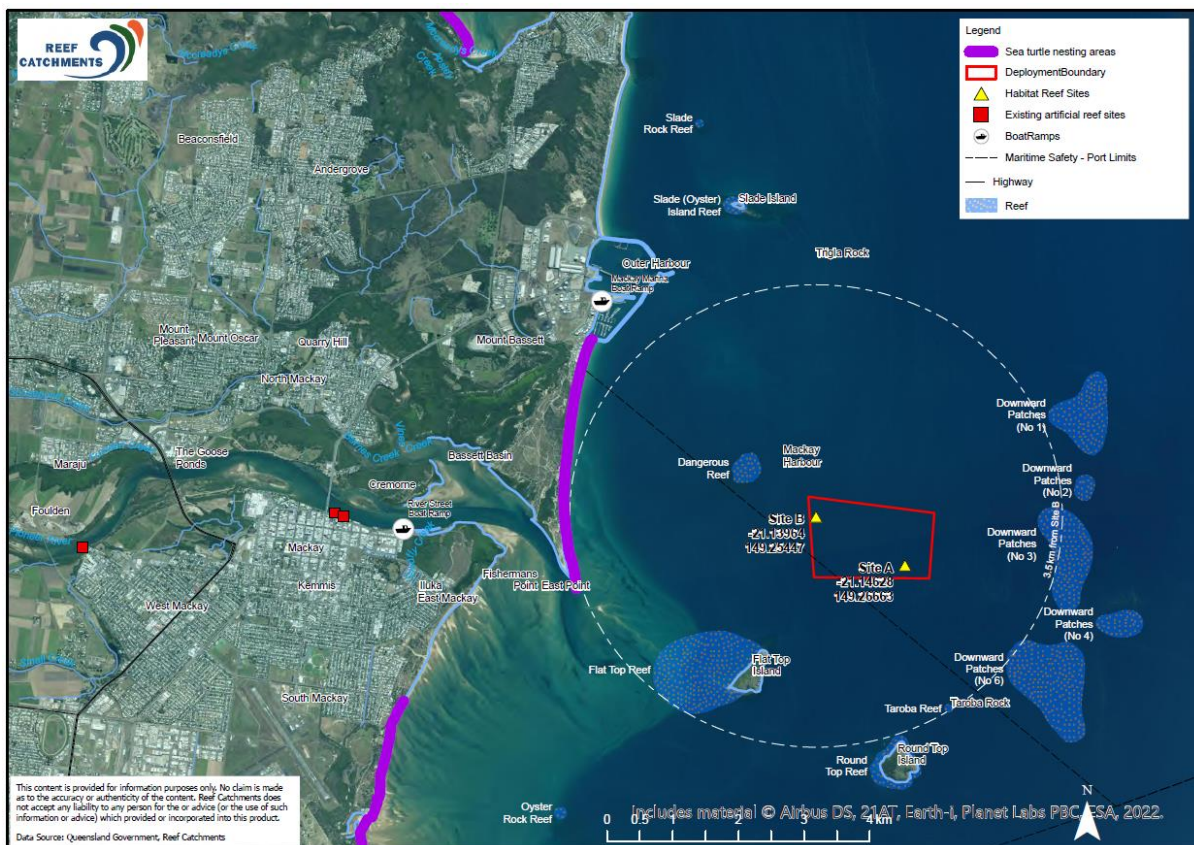 REEF
CATCHMENTS
Legend
Sea turtle nesting areas
DeploymentBoundary
Habitat Reef Sites
Existing artificial reef sites
BoatRamps
Maritime Safety - Port Limits
Highway
Reef
Slade
Rock Reef
Beaconsfield
Andergrove
Slade (Oyster)
Island Reef
Slade Island
Trigla Rock
Outer Harbour
Mackay Marina
Boat Ramp
Mount
Pleasant
Mount Oscar
Quarry Hill
Mount Bassett
North Mackay
Downward
Patches
(No 1)
The Goose
Ponds
Maraju
Bassett Basin
Cremorne
Dangerous
Reef
Mackay
Harbour
Downward
Patches
(No 2)
Foulden
River Street
Boat Ramp
Mackay
Site B
-21.13964
149.25447
Downward
Patches
(No 3)
3.5 km from Site B
Kemmis
Fishermans
Point
East Point
Illuka
East Mackay
Site A
-21.14628
149.26663
West Mackay
Downward
Patches
(No 4)
Flat Top Reef
Flat Top
Island
Downward
Patches
(No 6)
South Mackay
Taroba Reef
Taroba Rock
Round
Top Reef
Round Top
Island
Oyster
Rock Reef
This content is provided for information purposes only. No claim is made
as to the accuracy or authenticity of the content. Reef Catchments does
not accept any liability to any person for the or advice (or the use of such
information or advice) which provided or incorporated into this product.
Data Source: Queensland Government, Reef Catchments
Includes material © Airbus DS, 21AT, Earth-i, Planet Labs PBC, ESA, 2022.
0 0.5 1 2 3 4 km
N